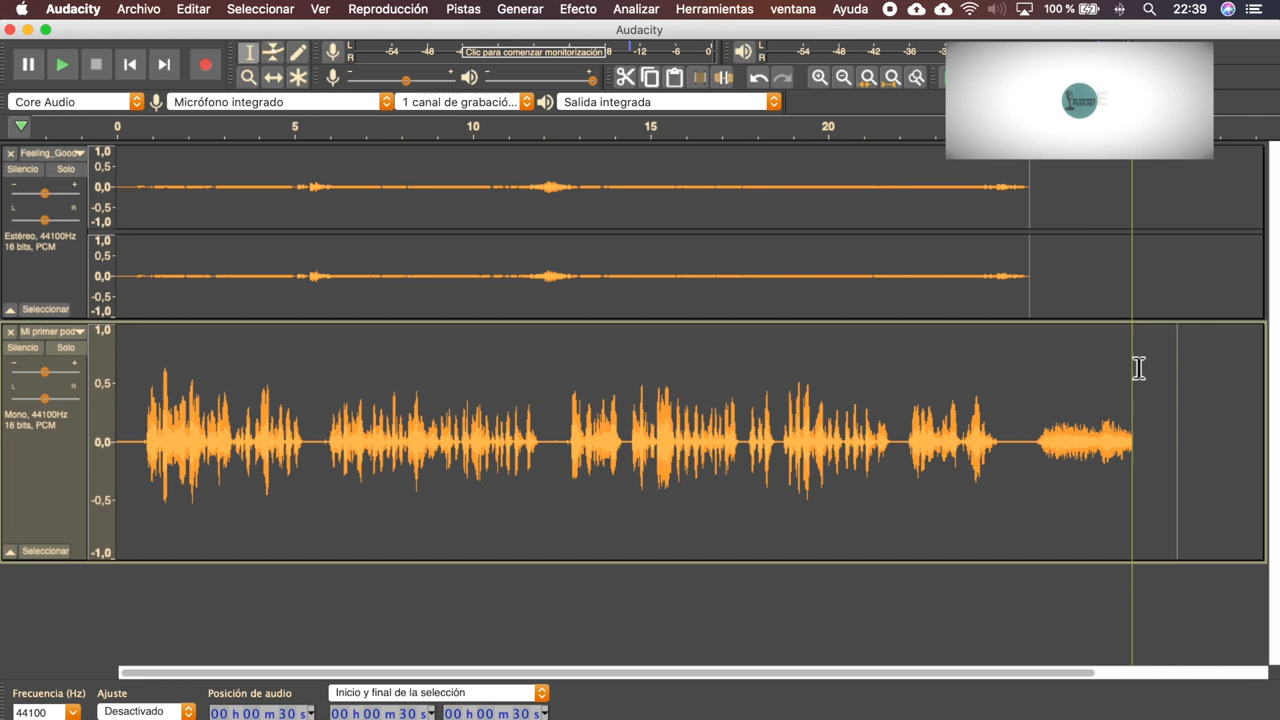 Audacity Archivo Editar Seleccionar Ver Reproducción Pistas Generar Efecto Analizar Herramientas ventana Ayuda 100 % 22:39
Audacity
L R -54 -48 Clic para comenzar monitorización 8 -12 -6 0 L R -54 -48 -42 -36 -30 -24
- + - +
Core Audio Micrófono integrado 1 canal de grabació... Salida integrada
0 5 10 15 20
Feeling_Good
Silencio Solo
- +
L R
Estéreo, 44100Hz
16 bits, PCM
Seleccionar
1,0
0,5-
0,0-
-0,5-
-1,0
1,0
0,5-
0,0-
-0,5-
-1,0
MI PRIMER
PODCAST
Mi primer pod
Silencio Solo
- +
L R
Mono, 44100Hz
16 bits, PCM
Seleccionar
1,0
0,5-
0,0-
-0,5-
-1,0
Frecuencia (Hz) Ajuste Posición de audio Inicio y final de la selección
44100 Desactivado 00 h 00 m 30 s 00 h 00 m 30 s 00 h 00 m 30 s